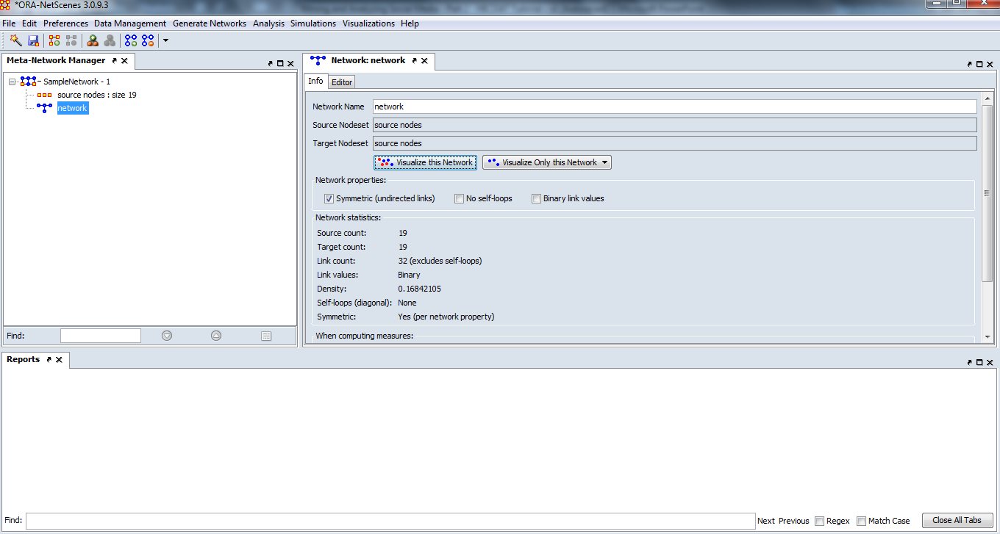 *ORA-NetScenes 3.0.9.3
File Edit Preferences Data Management Generate Networks Analysis Simulations Visualizations Help
Meta-Network Manager
SampleNetwork - 1
source nodes : size 19
network
Find:
Network: network
Info Editor
Network Name network
Source Nodeset source nodes
Target Nodeset source nodes
Visualize this Network Visualize Only this Network
Network properties:
Symmetric (undirected links) No self-loops Binary link values
Network statistics:
Source count: 19
Target count: 19
Link count: 32 (excludes self-loops)
Link values: Binary
Density: 0.16842105
Self-loops (diagonal): None
Symmetric: Yes (per network property)
When computing measures:
Reports
Find: Next Previous Regex Match Case Close All Tabs